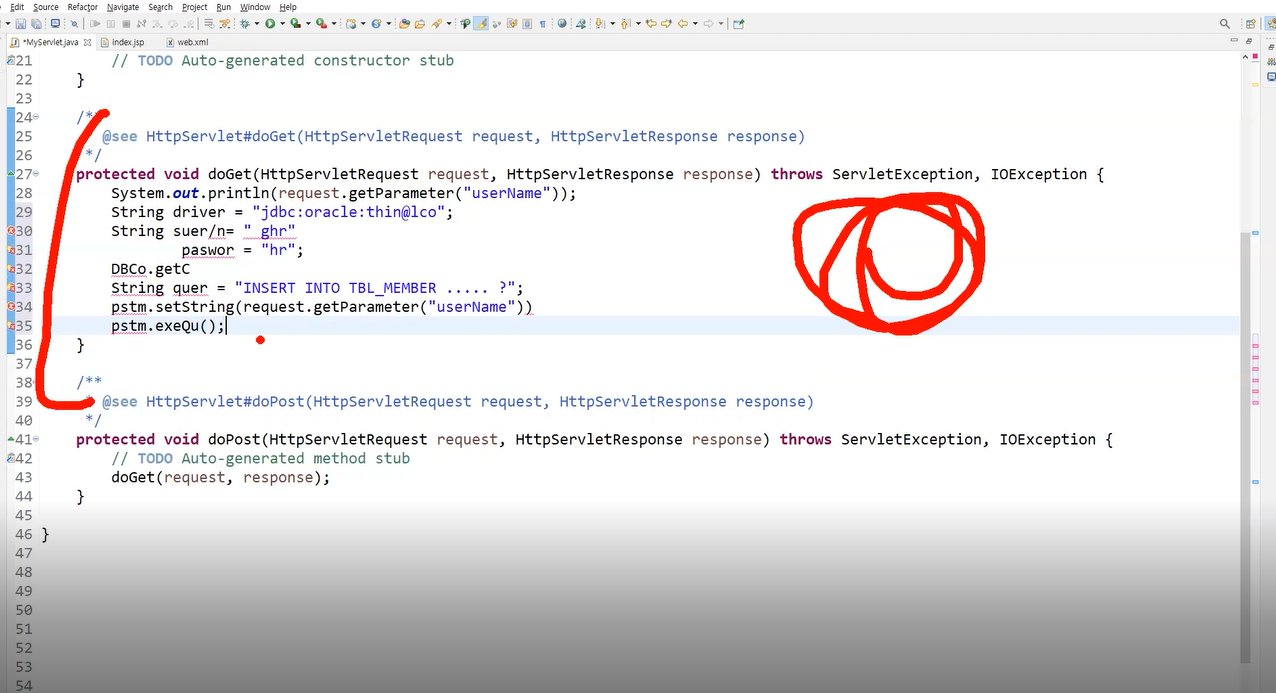 Edit Source Refactor Navigate Search Project Run Window Help
*MyServlet.java index.jsp web.xml
21 // TODO Auto-generated constructor stub
22 }
23
24 /**
25 @see HttpServlet#doGet(HttpServletRequest request, HttpServletResponse response)
26 */
27 protected void doGet(HttpServletRequest request, HttpServletResponse response) throws ServletException, IOException {
28 System.out.println(request.getParameter("userName"));
29 String driver = "jdbc:oracle:thin@lco";
30 String suer/n= " ghr"
31 paswor = "hr";
32 DBCo.getC
33 String quer = "INSERT INTO TBL_MEMBER ..... ?";
34 pstm.setString(request.getParameter("userName"))
35 pstm.exeQu();
36 }
37
38 /**
39 * @see HttpServlet#doPost(HttpServletRequest request, HttpServletResponse response)
40 */
41 protected void doPost(HttpServletRequest request, HttpServletResponse response) throws ServletException, IOException {
42 // TODO Auto-generated method stub
43 doGet(request, response);
44 }
45
46 }
47
48
49
50
51
52
53
54